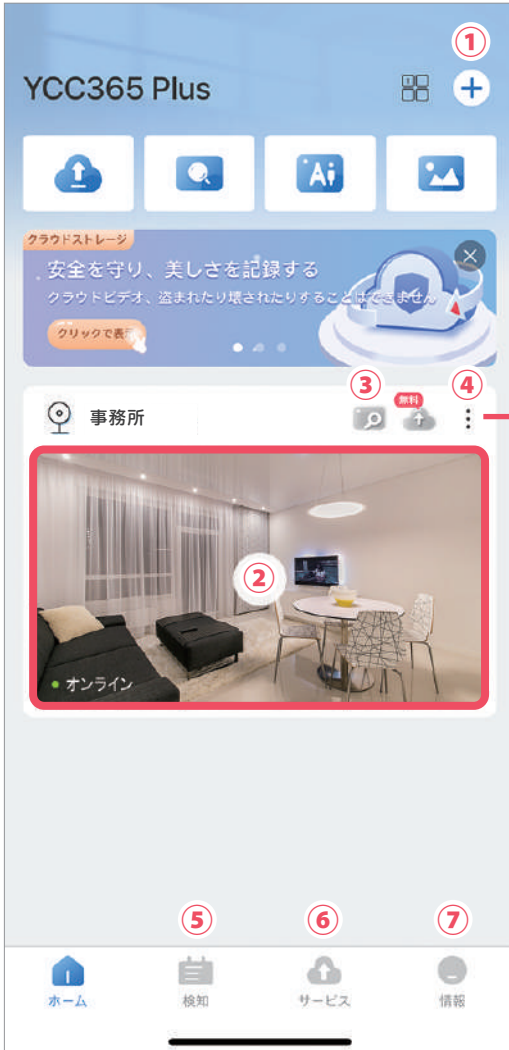 ①
YCC365 Plus
Ai
クラウドストレージ
安全を守り、美しさを記録する
クラウドビデオ、盗まれたり壊されたりすることはできません
クリックで表
③
④
無料
事務所
②
オンライン
⑤
⑥
⑦
ホーム
検知
サービス
情報